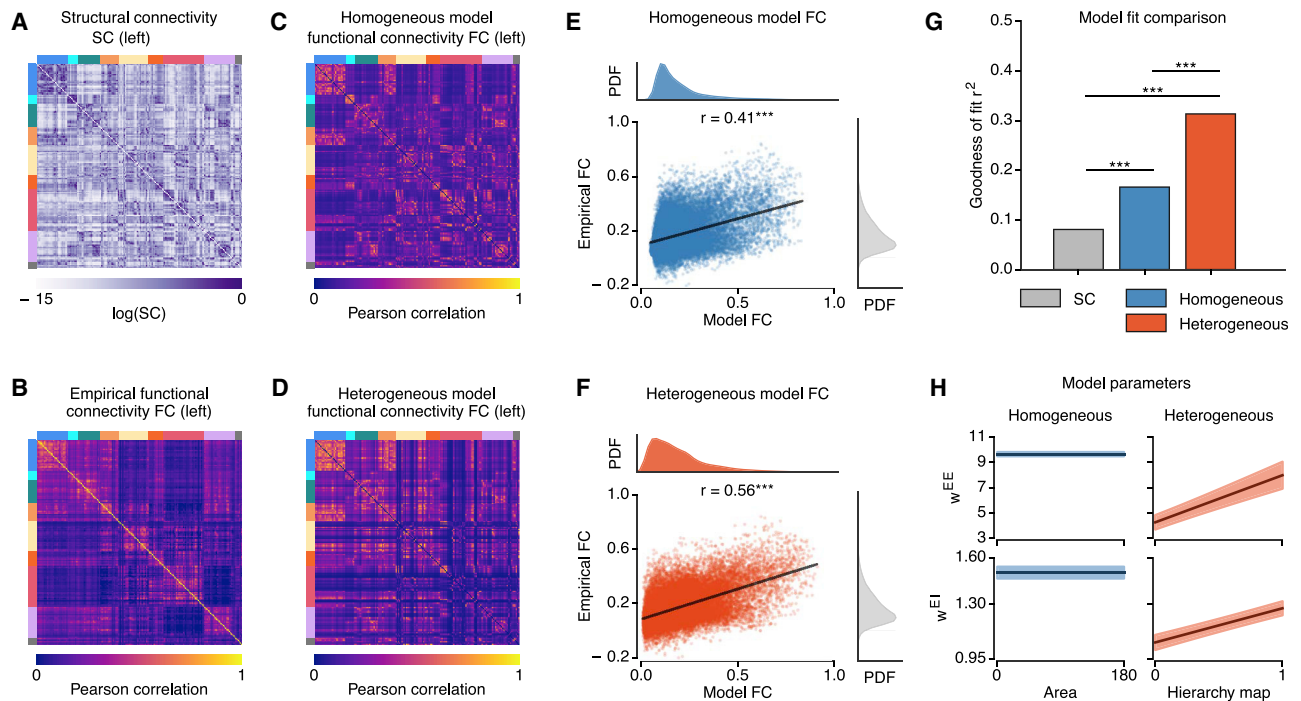 A
Structural connectivity
SC (left)
− 15
0
log(SC)
B
Empirical functional
connectivity FC (left)
0
1
Pearson correlation
C
Homogeneous model
functional connectivity FC (left)
0
1
Pearson correlation
D
Heterogeneous model
functional connectivity FC (left)
0
1
Pearson correlation
E
Homogeneous model FC
PDF
r = 0.41***
Empirical FC
1.0
0.6
0.2
− 0.2
0.0
0.5
1.0
Model FC
PDF
F
Heterogeneous model FC
PDF
r = 0.56***
Empirical FC
1.0
0.6
0.2
− 0.2
0.0
0.5
1.0
Model FC
PDF
G
Model fit comparison
Goodness of fit r²
0.5
0.4
0.3
0.2
0.1
0.0
***
***
***
SC
Homogeneous
Heterogeneous
H
Model parameters
Homogeneous
Heterogeneous
w^EE
11
9
7
5
3
w^EI
1.60
1.30
0.95
0
180
Area
0
1
Hierarchy map